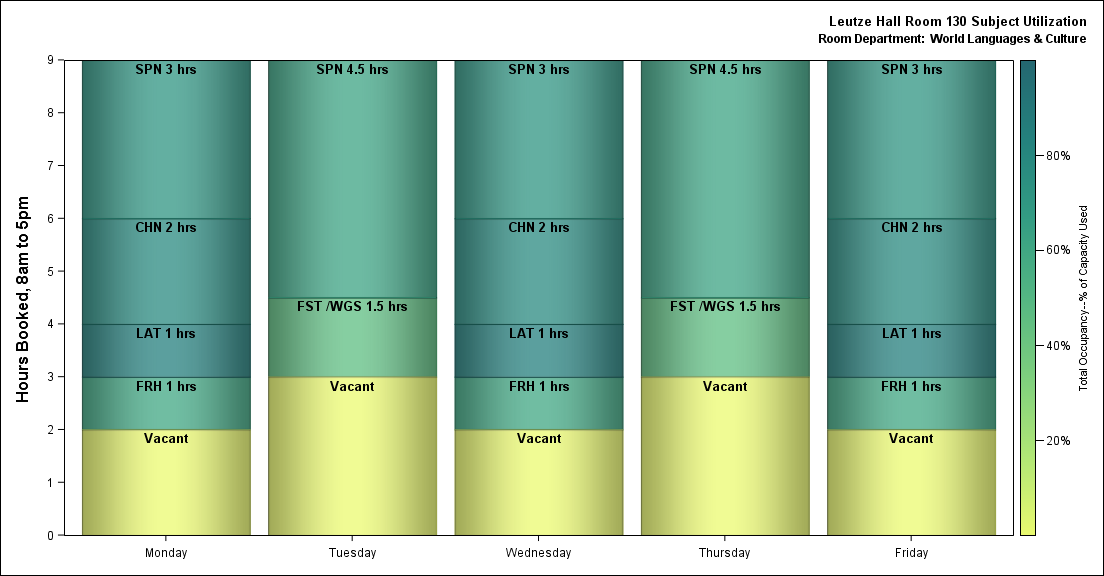 Leutze Hall Room 130 Subject Utilization
Room Department: World Languages & Culture
Hours Booked, 8am to 5pm
9
8
7
6
5
4
3
2
1
0
SPN 3 hrs
CHN 2 hrs
LAT 1 hrs
FRH 1 hrs
Vacant
SPN 4.5 hrs
FST /WGS 1.5 hrs
Vacant
SPN 3 hrs
CHN 2 hrs
LAT 1 hrs
FRH 1 hrs
Vacant
SPN 4.5 hrs
FST /WGS 1.5 hrs
Vacant
SPN 3 hrs
CHN 2 hrs
LAT 1 hrs
FRH 1 hrs
Vacant
Monday
Tuesday
Wednesday
Thursday
Friday
80%
60%
40%
20%
Total Occupancy--% of Capacity Used